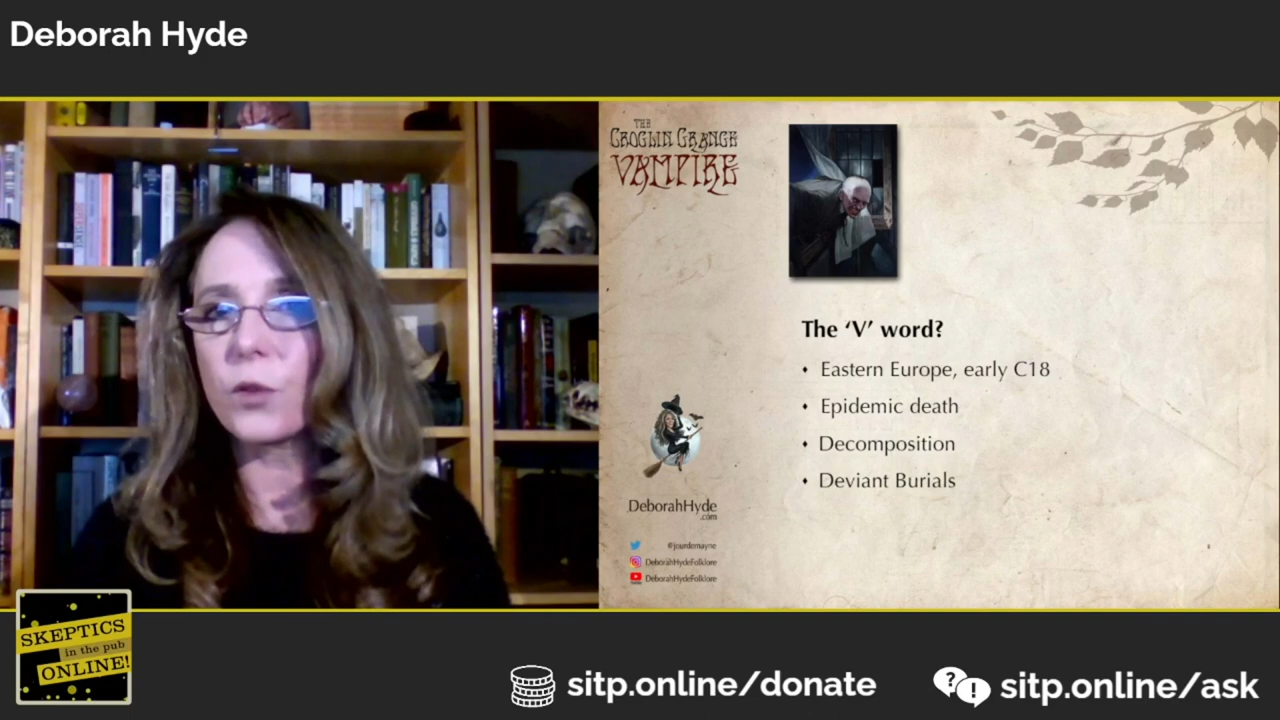 Deborah Hyde
THE
CROGLIN GRANGE
VAMPIRE
The ‘V’ word?
⬩ Eastern Europe, early C18
⬩ Epidemic death
⬩ Decomposition
⬩ Deviant Burials
DeborahHyde
.com
@jourdemayne
DeborahHydeFolklore
DeborahHydeFolklore
SKEPTICS
in the pub
ONLINE!
sitp.online/donate
?!
sitp.online/ask